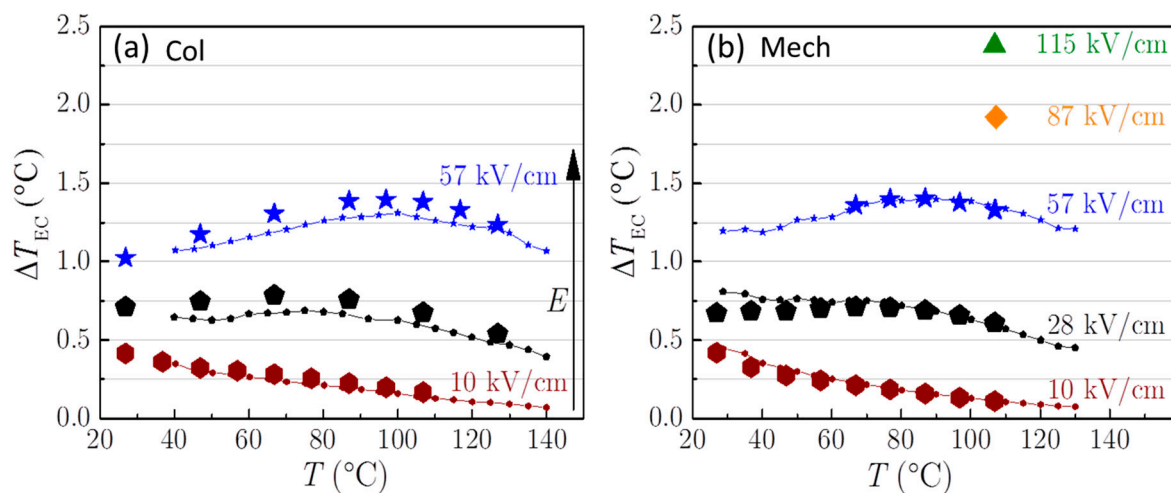 (a) Col
2.5
2.0
1.5
1.0
0.5
0.0
ΔT_EC (°C)
57 kV/cm
E
10 kV/cm
20 40 60 80 100 120 140
T (°C)
(b) Mech
2.5
2.0
1.5
1.0
0.5
0.0
ΔT_EC (°C)
115 kV/cm
87 kV/cm
57 kV/cm
28 kV/cm
10 kV/cm
20 40 60 80 100 120 140
T (°C)